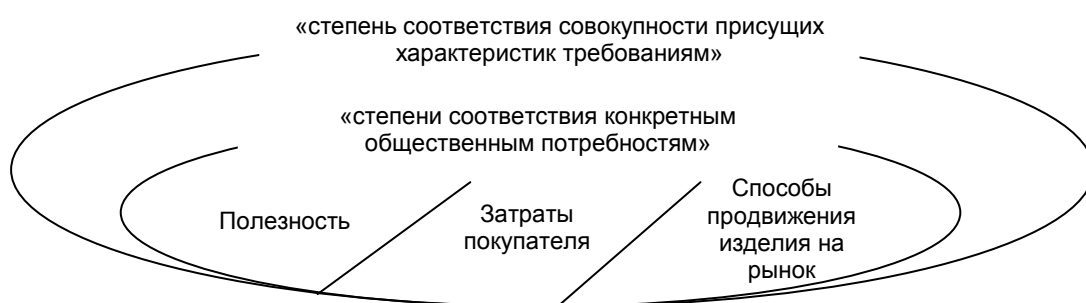 «степень соответствия совокупности присущих
характеристик требованиям»
«степени соответствия конкретным
общественным потребностям»
Полезность
Затраты
покупателя
Способы
продвижения
изделия на
рынок